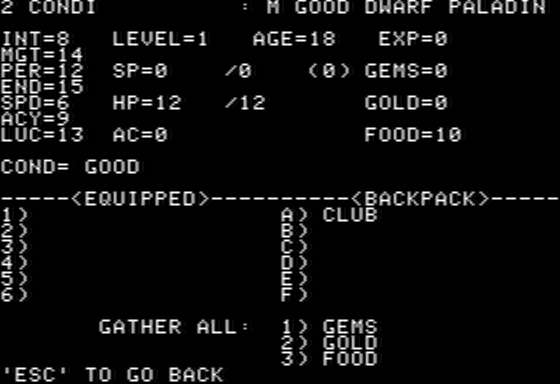 2 CONDI : M GOOD DWARF PALADIN
INT=8 LEVEL=1 AGE=18 EXP=0
MGT=14
PER=12 SP=0 /0 (0) GEMS=0
END=15
SPD=6 HP=12 /12 GOLD=0
ACY=9
LUC=13 AC=0 FOOD=10
COND= GOOD
-----<EQUIPPED>----------<BACKPACK>-----
1) A) CLUB
2) B)
3) C)
4) D)
5) E)
6) F)
GATHER ALL: 1) GEMS
2) GOLD
3) FOOD
'ESC' TO GO BACK